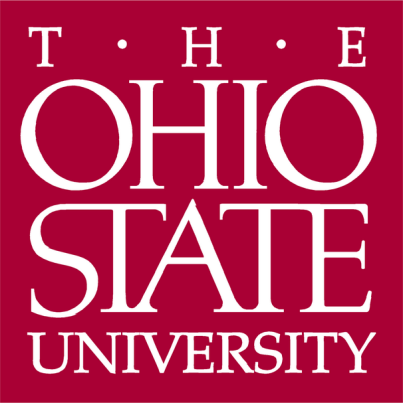 T · H · E
OHIO
STATE
UNIVERSITY